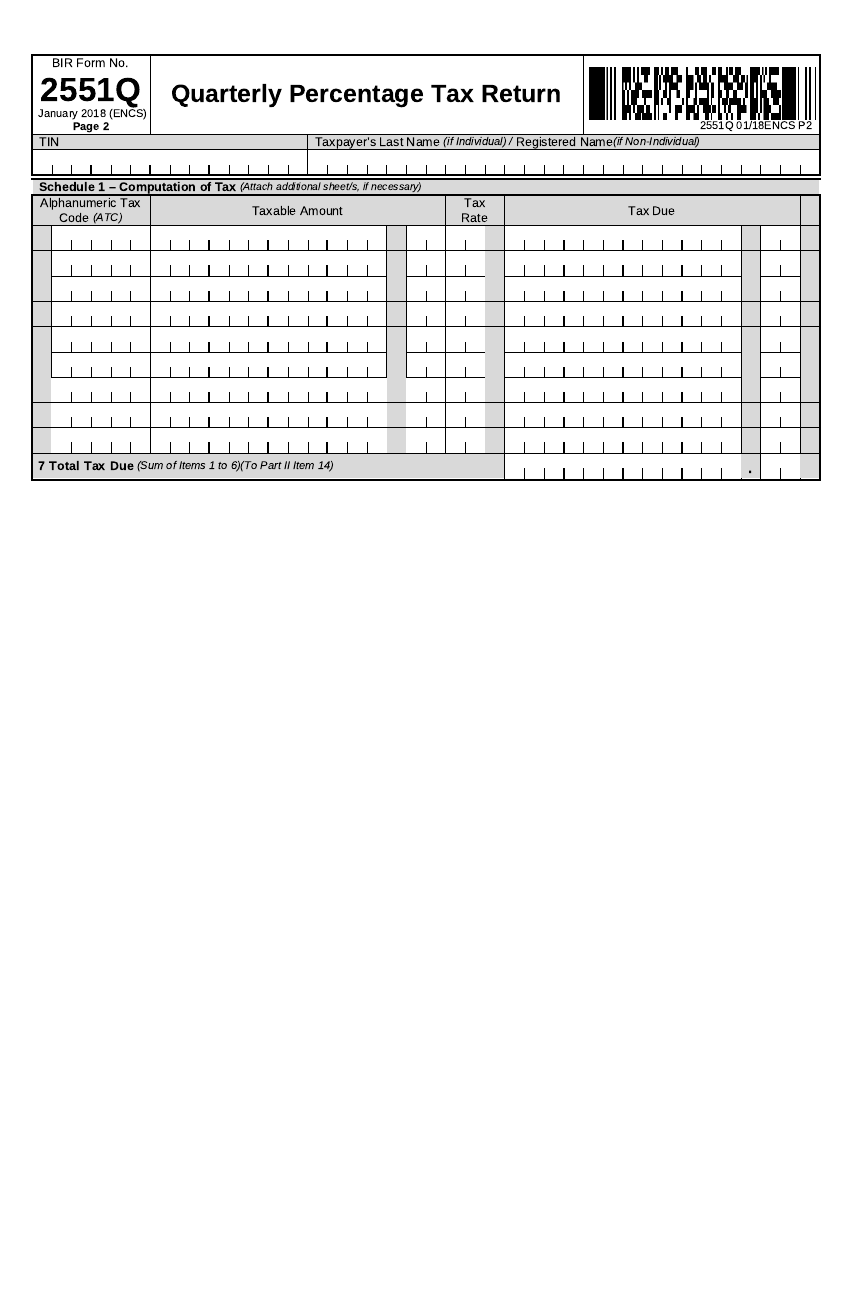 BIR Form No.
2551Q
January 2018 (ENCS)
Page 2
Quarterly Percentage Tax Return
2551Q 01/18ENCS P2
TIN
Taxpayer's Last Name (if Individual) / Registered Name(if Non-Individual)
Schedule 1 – Computation of Tax (Attach additional sheet/s, if necessary)
Alphanumeric Tax
Code (ATC)
Taxable Amount
Tax
Rate
Tax Due
7 Total Tax Due (Sum of Items 1 to 6)(To Part II Item 14)
.